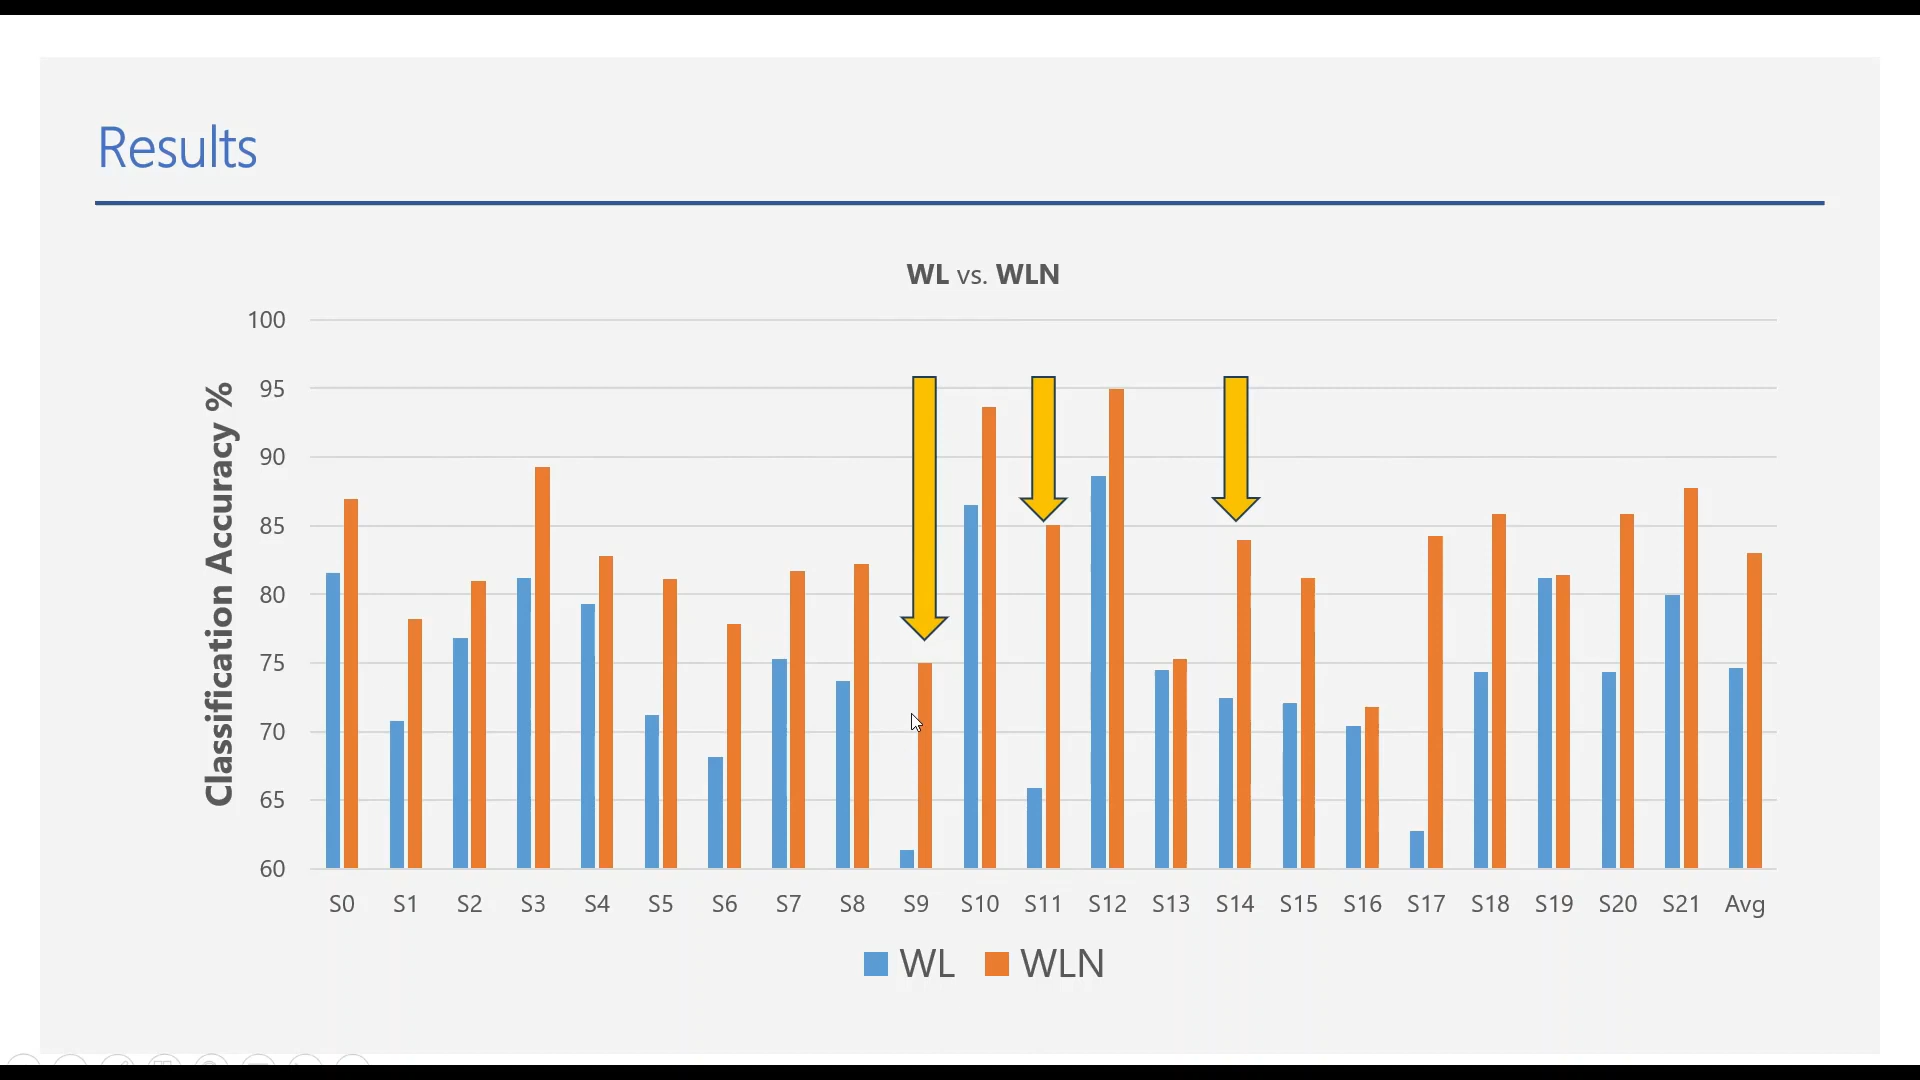 Results
WL vs. WLN
Classification Accuracy %
100
95
90
85
80
75
70
65
60
S0 S1 S2 S3 S4 S5 S6 S7 S8 S9 S10 S11 S12 S13 S14 S15 S16 S17 S18 S19 S20 S21 Avg
WL WLN